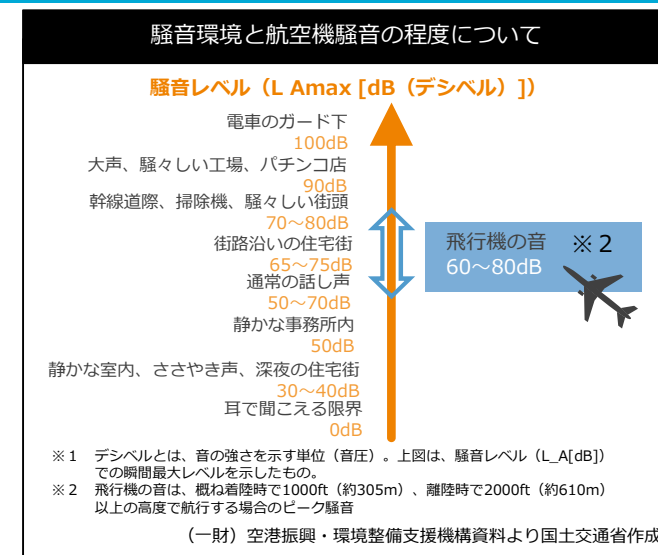 騒音環境と航空機騒音の程度について
騒音レベル（L Amax [dB（デシベル）]）
電車のガード下
100dB
大声、騒々しい工場、パチンコ店
90dB
幹線道際、掃除機、騒々しい街頭
70～80dB
街路沿いの住宅街
65～75dB
通常の話し声
50～70dB
静かな事務所内
50dB
静かな室内、ささやき声、深夜の住宅街
30～40dB
耳で聞こえる限界
0dB
飛行機の音 ※２
60～80dB
※１ デシベルとは、音の強さを示す単位（音圧）。上図は、騒音レベル（L_A[dB]）
での瞬間最大レベルを示したもの。
※２ 飛行機の音は、概ね着陸時で1000ft（約305m）、離陸時で2000ft（約610m）
以上の高度で航行する場合のピーク騒音
（一財）空港振興・環境整備支援機構資料より国土交通省作成